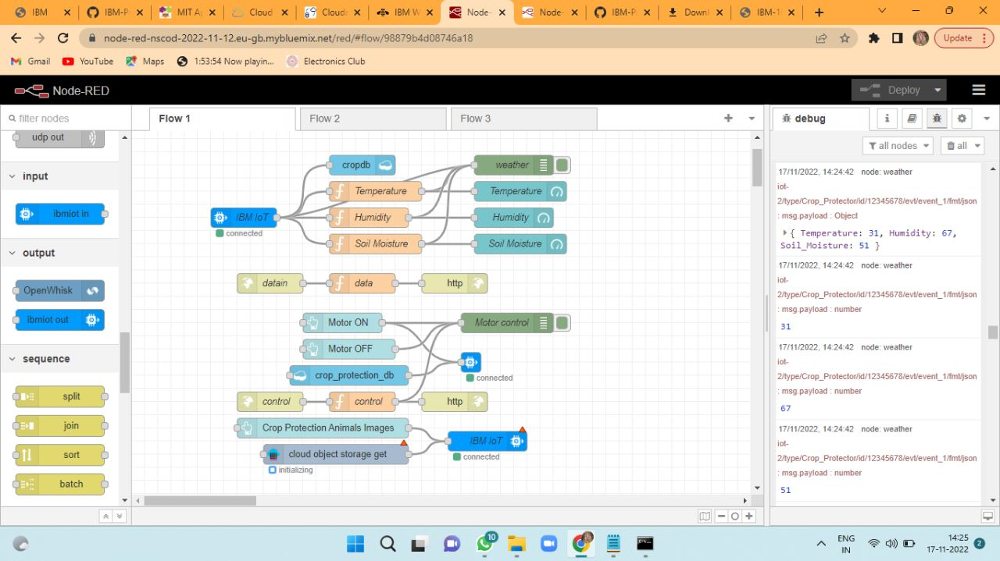 IBM
IBM-P
MIT Ap
Cloud
Clouda
IBM W
Node-
Node-
IBM-P
Downl
IBM-1
node-red-nscod-2022-11-12.eu-gb.mybluemix.net/red/#flow/98879b4d08746a18
Update
Gmail
YouTube
Maps
1:53:54 Now playin...
Electronics Club
Node-RED
Deploy
filter nodes
Flow 1
Flow 2
Flow 3
debug
all nodes
all
udp out
input
ibmiot in
output
OpenWhisk
ibmiot out
sequence
split
join
sort
batch
cropdb
weather
Temperature
Temperature
IBM IoT
Humidity
Humidity
connected
Soil Moisture
Soil Moisture
datain
data
http
Motor ON
Motor control
Motor OFF
crop_protection_db
connected
control
control
http
Crop Protection Animals Images
IBM IoT
cloud object storage get
connected
initializing
17/11/2022, 14:24:42 node: weather
iot-
2/type/Crop_Protector/id/12345678/evt/event_1/fmt/json
: msg.payload : Object
{ Temperature: 31, Humidity: 67,
Soil_Moisture: 51 }
17/11/2022, 14:24:42 node: weather
iot-
2/type/Crop_Protector/id/12345678/evt/event_1/fmt/json
: msg.payload : number
31
17/11/2022, 14:24:42 node: weather
iot-
2/type/Crop_Protector/id/12345678/evt/event_1/fmt/json
: msg.payload : number
67
17/11/2022, 14:24:42 node: weather
iot-
2/type/Crop_Protector/id/12345678/evt/event_1/fmt/json
: msg.payload : number
51
10
ENG
IN
14:25
17-11-2022
2